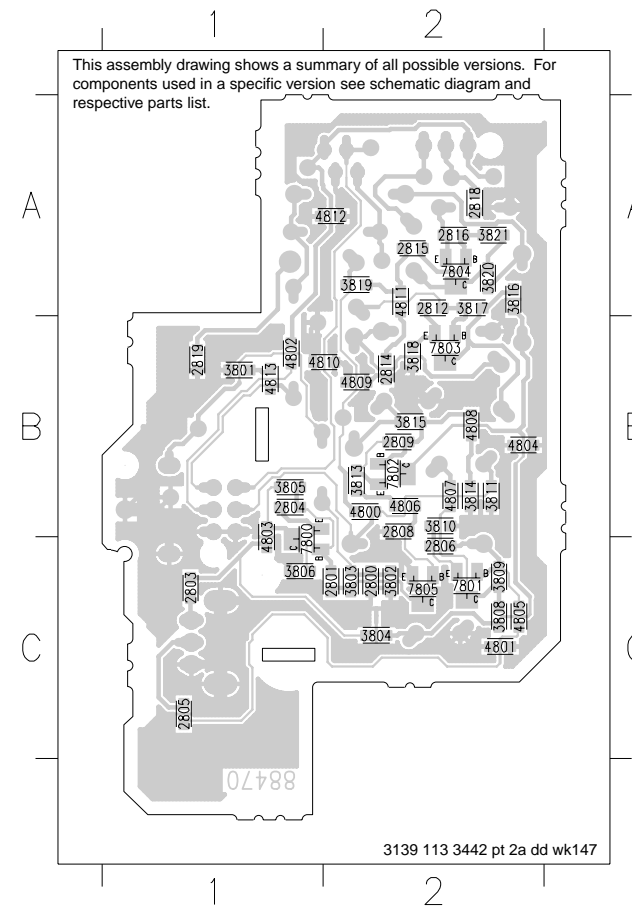 1
2
This assembly drawing shows a summary of all possible versions.  For
components used in a specific version see schematic diagram and
respective parts list.
A
4812
2818
2816
3821
2815
E
B
7804
C
3820
3819
4811
2812
3817
3816
2819
3801
4813
4802
4810
4809
2814
3818
E
B
7803
C
B
3815
2809
4808
4804
3813
B
7802
C
E
3805
2804
4800
4806
4807
3814
3811
4803
E
7800
C
B
2808
3810
2806
3806
2801
3803
2800
3802
E
B
7805
C
E
B
7801
C
3809
2803
3808
4805
C
3804
4801
2805
88470
3139 113 3442 pt 2a dd wk147
1
2